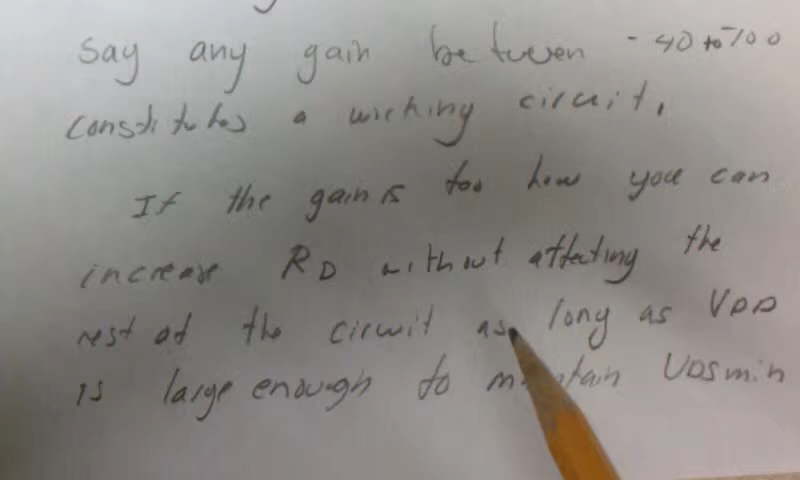 say any gain between -40 to -100
constitutes a working circuit.
If the gain is too low you can
increase RD without affecting the
rest of the circuit as long as VDD
is large enough to maintain VDSmin